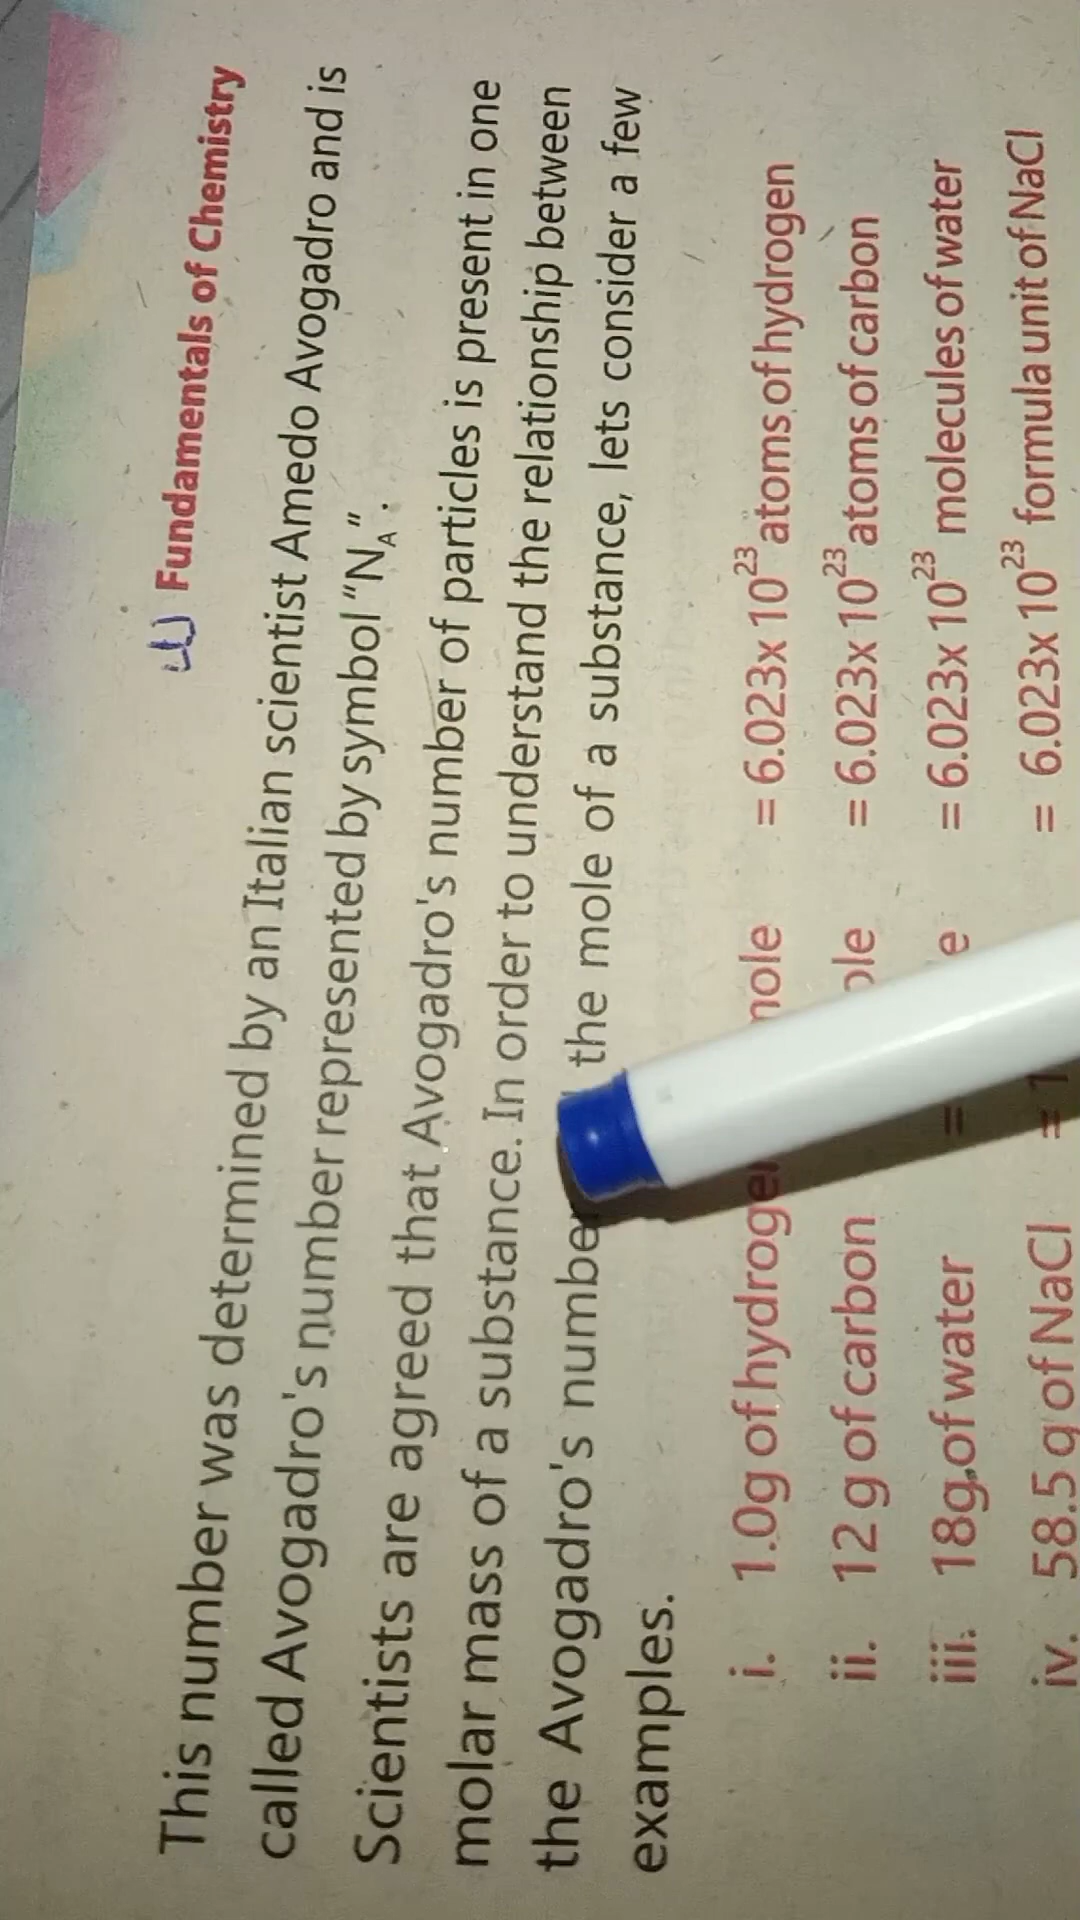 Fundamentals of Chemistry
This number was determined by an Italian scientist Amedo Avogadro and is
called Avogadro's number represented by symbol "N_A".
Scientists are agreed that Avogadro's number of particles is present in one
molar mass of a substance. In order to understand the relationship between
the Avogadro's number the mole of a substance, lets consider a few
examples.
i. 1.0g of hydrogen = 6.023x 10²³ atoms of hydrogen
ii. 12 g of carbon = 6.023x 10²³ atoms of carbon
iii. 18g of water = = 6.023x 10²³ molecules of water
iv. 58.5 g of NaCl = 1 = 6.023x 10²³ formula unit of NaCl